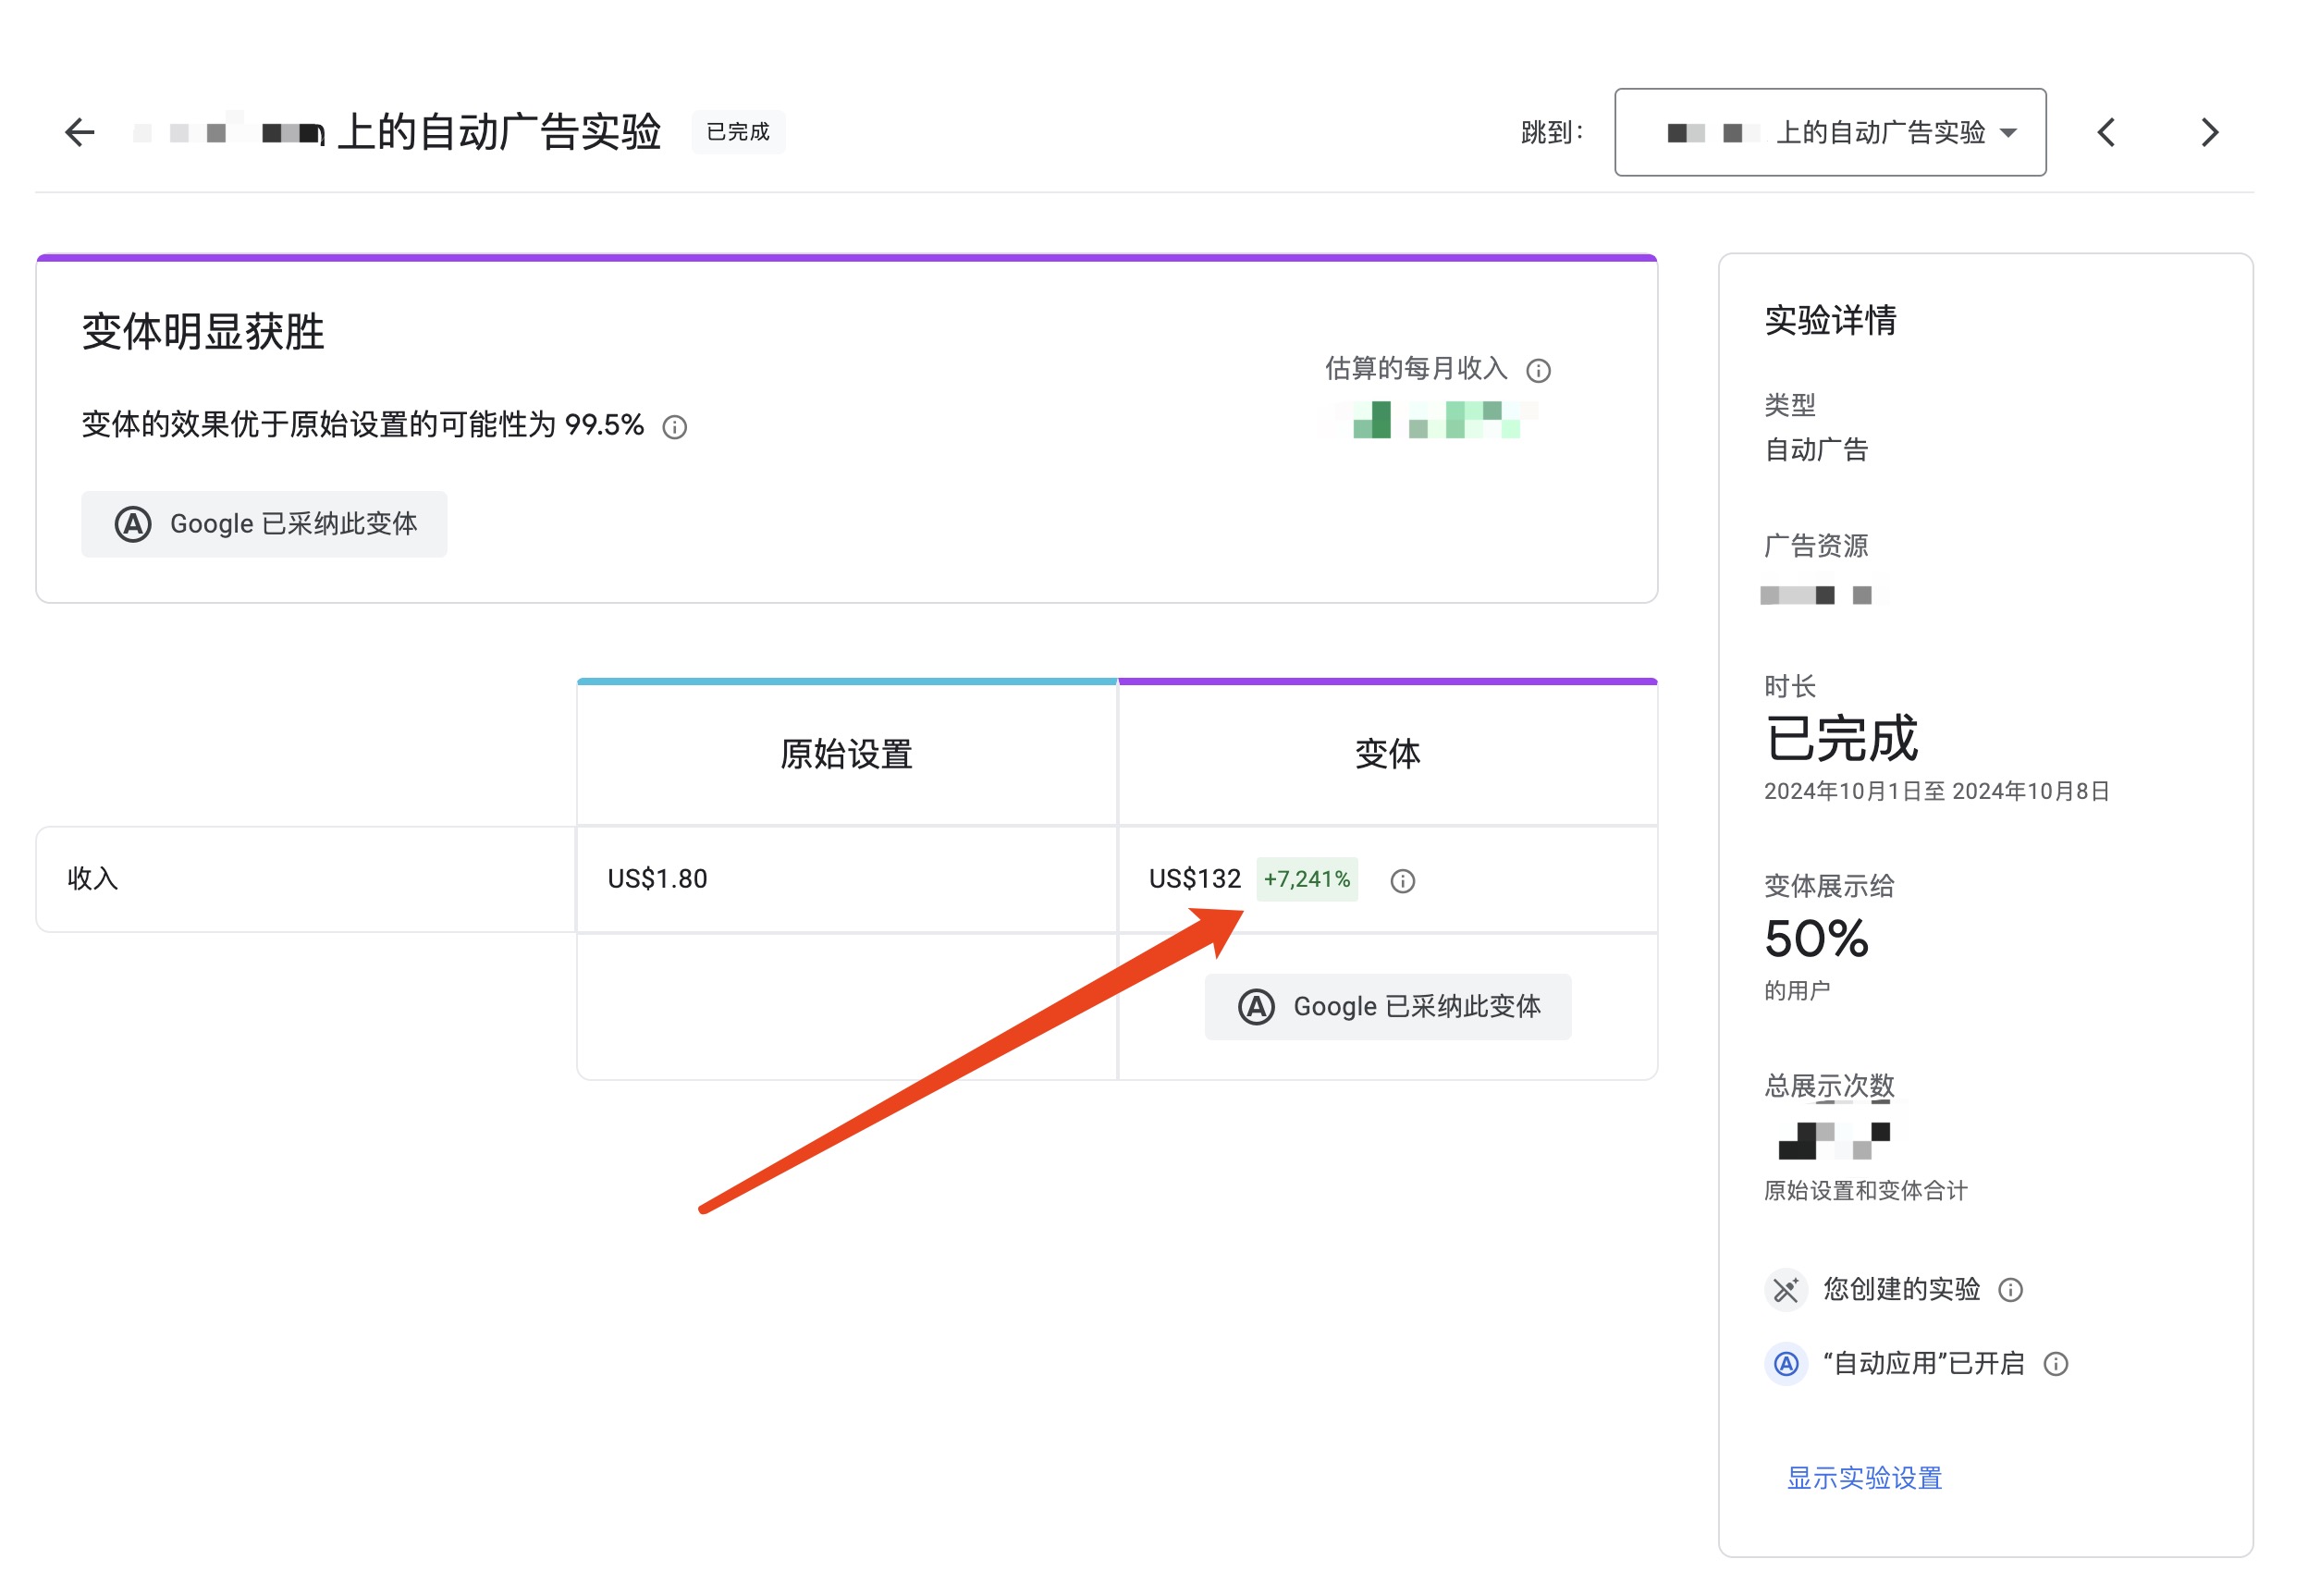 上的自动广告实验
已完成
跳到：
上的自动广告实验
变体明显获胜
变体的效果优于原始设置的可能性为 99.5%
估算的每月收入
Google 已采纳此变体
原始设置
变体
收入
US$1.80
US$132
+7,241%
Google 已采纳此变体
实验详情
类型
自动广告
广告资源
时长
已完成
2024年10月1日至 2024年10月8日
变体展示给
50%
的用户
总展示次数
原始设置和变体合计
您创建的实验
“自动应用”已开启
显示实验设置